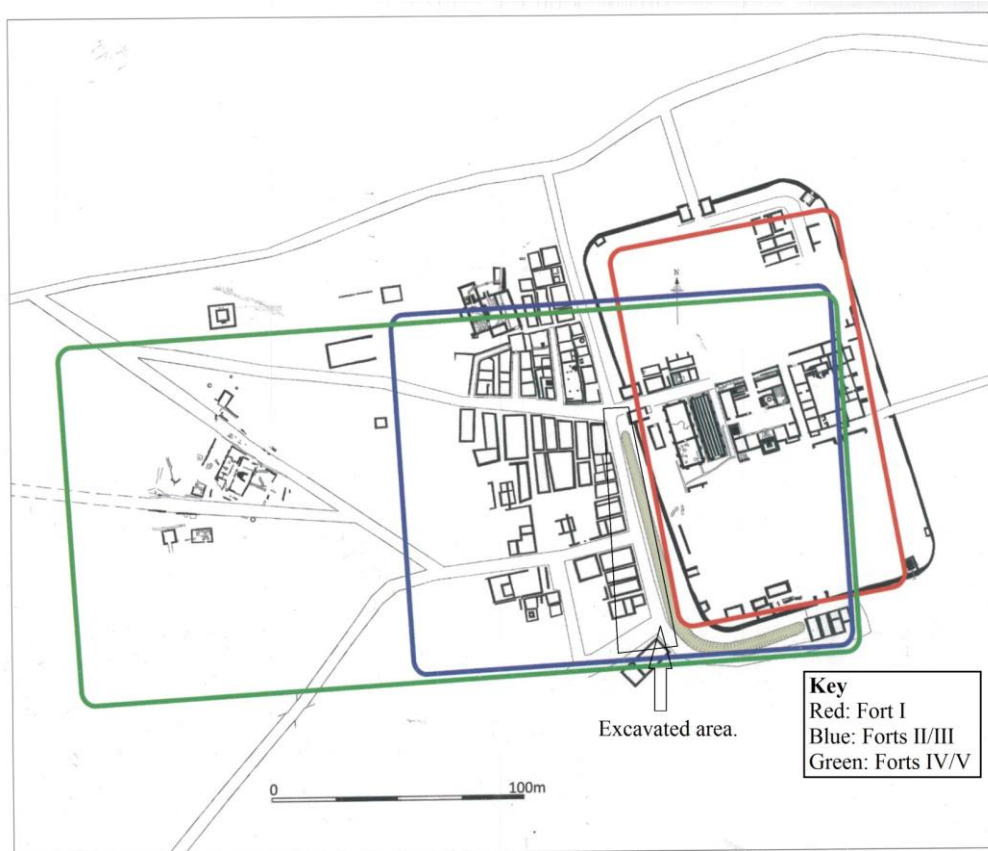 N
Excavated area.
Key
Red: Fort I
Blue: Forts II/III
Green: Forts IV/V
0 100m